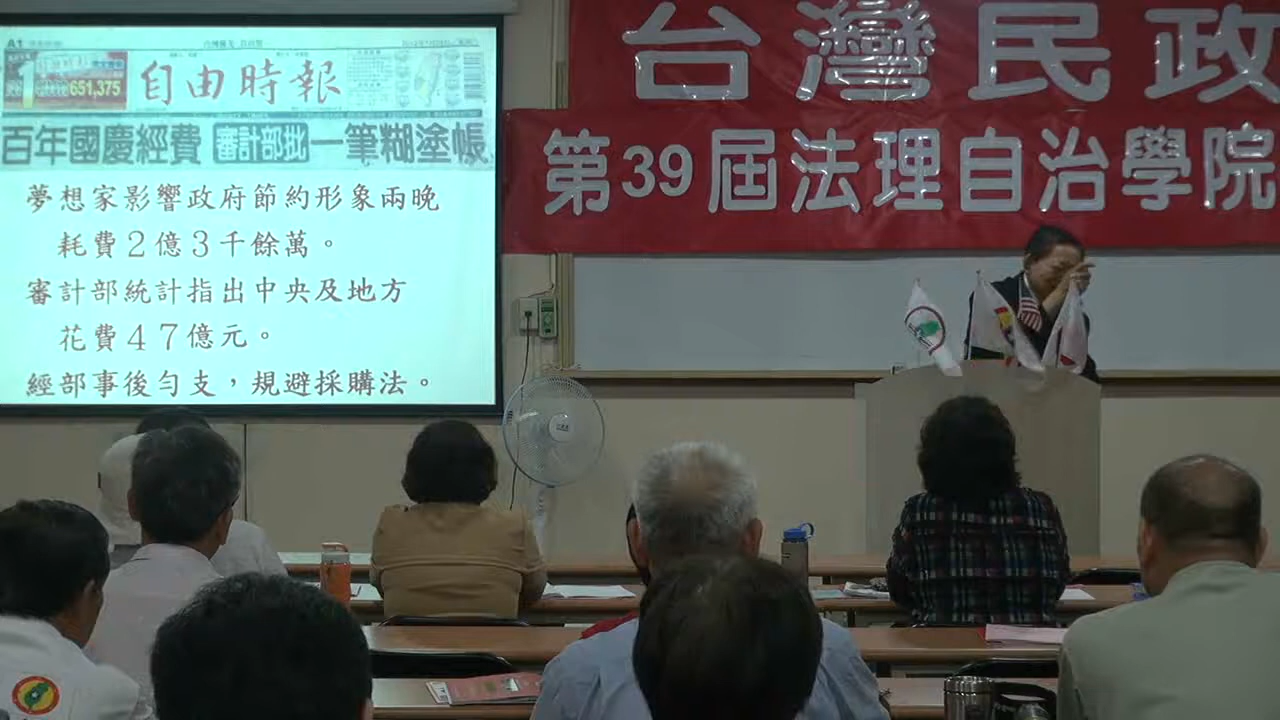 A1
自由時報
651,375
百年國慶經費 審計部批 一筆糊塗帳
夢想家影響政府節約形象兩晚
耗費2億3千餘萬。
審計部統計指出中央及地方
花費47億元。
經部事後勻支，規避採購法。
台灣民政
第39屆法理自治學院